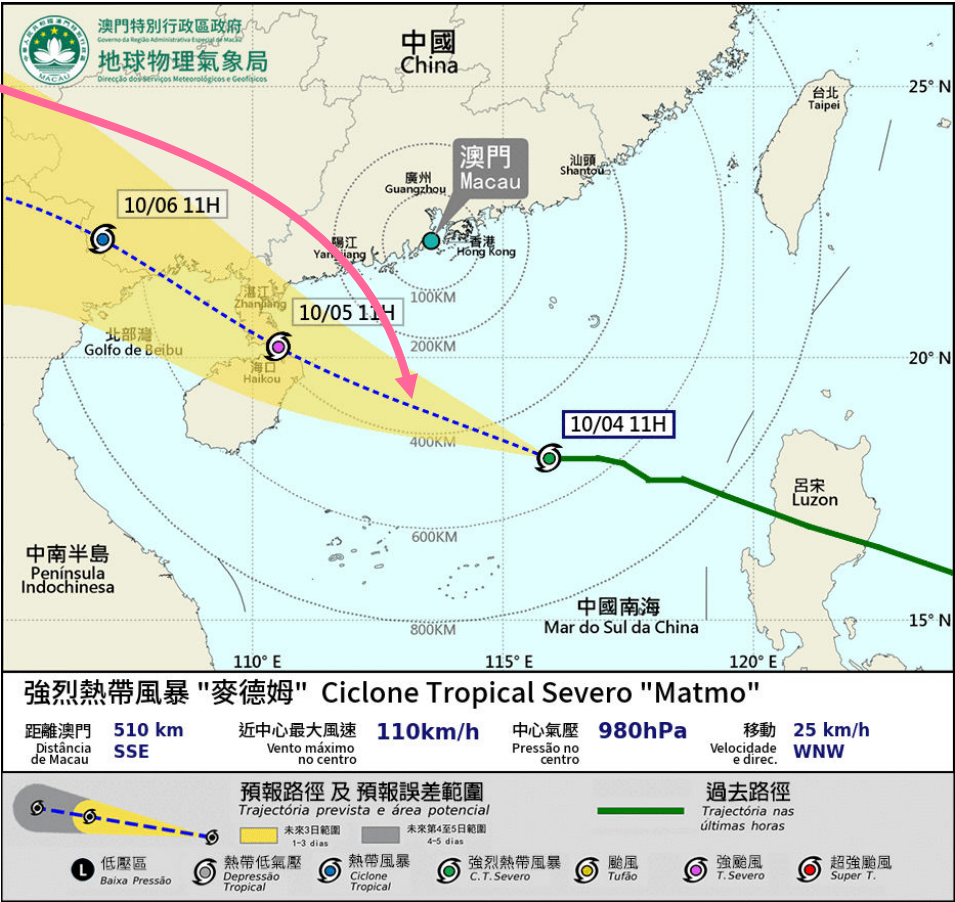 澳門特別行政區政府
Governo da Região Administrativa Especial de Macau
地球物理氣象局
Direcção dos Serviços Meteorológicos e Geofísicos
MACAU
中國
China
25° N
台北
Taipei
澳門
Macau
汕頭
Shantou
廣州
Guangzhou
10/06 11H
陽江
Yangjiang
香港
Hong Kong
湛江
Zhanjiang
100KM
10/05 11H
北部灣
Golfo de Beibu
200KM
20° N
海口
Haikou
10/04 11H
400KM
呂宋
Luzon
600KM
中南半島
Península
Indochinesa
中國南海
Mar do Sul da China
800KM
15° N
110° E
115° E
120° E
強烈熱帶風暴 "麥德姆" Ciclone Tropical Severo "Matmo"
距離澳門
Distância
de Macau
510 km
SSE
近中心最大風速
Vento máximo
no centro
110km/h
中心氣壓
Pressão no
centro
980hPa
移動
Velocidade
e direc.
25 km/h
WNW
預報路徑 及 預報誤差範圍
Trajectória prevista e área potencial
未來3日範圍
1-3 dias
未來第4至5日範圍
4-5 dias
過去路徑
Trajectória nas
últimas horas
L
低壓區
Baixa Pressão
熱帶低氣壓
Depressão
Tropical
熱帶風暴
Ciclone
Tropical
強烈熱帶風暴
C.T.Severo
颱風
Tufão
強颱風
T.Severo
超強颱風
Super T.